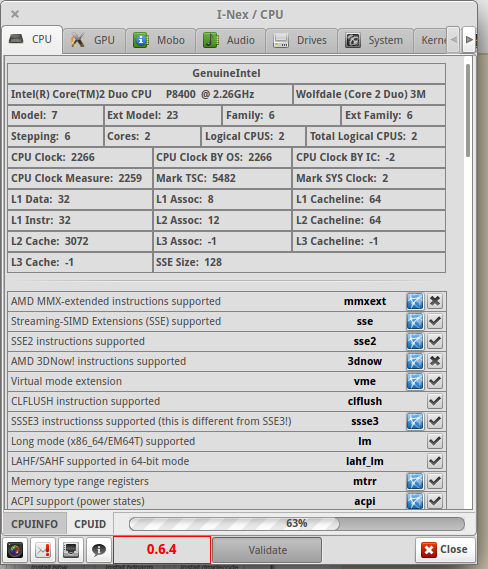 I-Nex / CPU
CPU GPU Mobo Audio Drives System Kerne
GenuineIntel
Intel(R) Core(TM)2 Duo CPU P8400 @ 2.26GHz Wolfdale (Core 2 Duo) 3M
Model: 7 Ext Model: 23 Family: 6 Ext Family: 6
Stepping: 6 Cores: 2 Logical CPUS: 2 Total Logical CPUS: 2
CPU Clock: 2266 CPU Clock BY OS: 2266 CPU Clock BY IC: -2
CPU Clock Measure: 2259 Mark TSC: 5482 Mark SYS Clock: 2
L1 Data: 32 L1 Assoc: 8 L1 Cacheline: 64
L1 Instr: 32 L2 Assoc: 12 L2 Cacheline: 64
L2 Cache: 3072 L3 Assoc: -1 L3 Cacheline: -1
L3 Cache: -1 SSE Size: 128
AMD MMX-extended instructions supported mmxext
Streaming-SIMD Extensions (SSE) supported sse
SSE2 instructions supported sse2
AMD 3DNow! instructions supported 3dnow
Virtual mode extension vme
CLFLUSH instruction supported clflush
SSSE3 instructionss supported (this is different from SSE3!) ssse3
Long mode (x86_64/EM64T) supported lm
LAHF/SAHF supported in 64-bit mode lahf_lm
Memory type range registers mtrr
ACPI support (power states) acpi
CPUINFO CPUID 63%
0.6.4 Validate Close